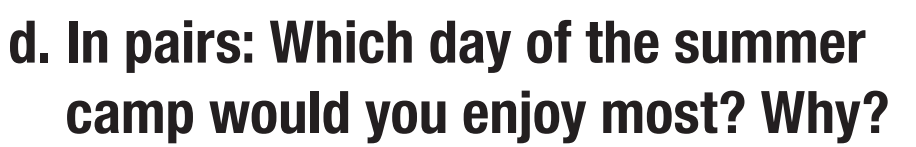 d. In pairs: Which day of the summer
camp would you enjoy most? Why?